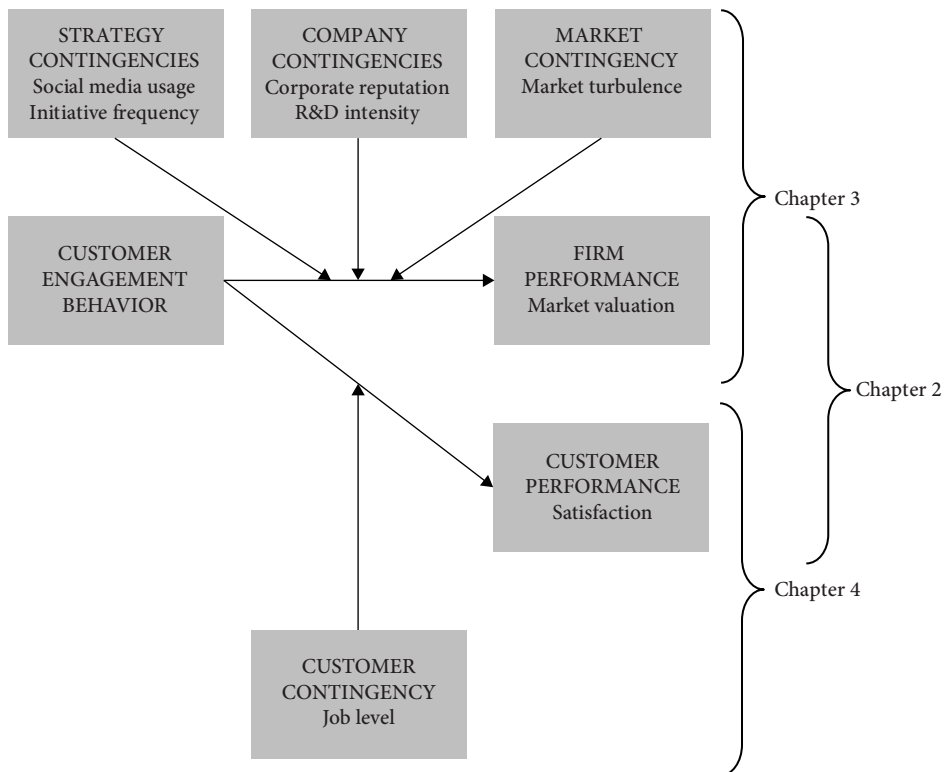 STRATEGY
CONTINGENCIES
Social media usage
Initiative frequency
COMPANY
CONTINGENCIES
Corporate reputation
R&D intensity
MARKET
CONTINGENCY
Market turbulence
Chapter 3
CUSTOMER
ENGAGEMENT
BEHAVIOR
FIRM
PERFORMANCE
Market valuation
Chapter 2
CUSTOMER
PERFORMANCE
Satisfaction
Chapter 4
CUSTOMER
CONTINGENCY
Job level